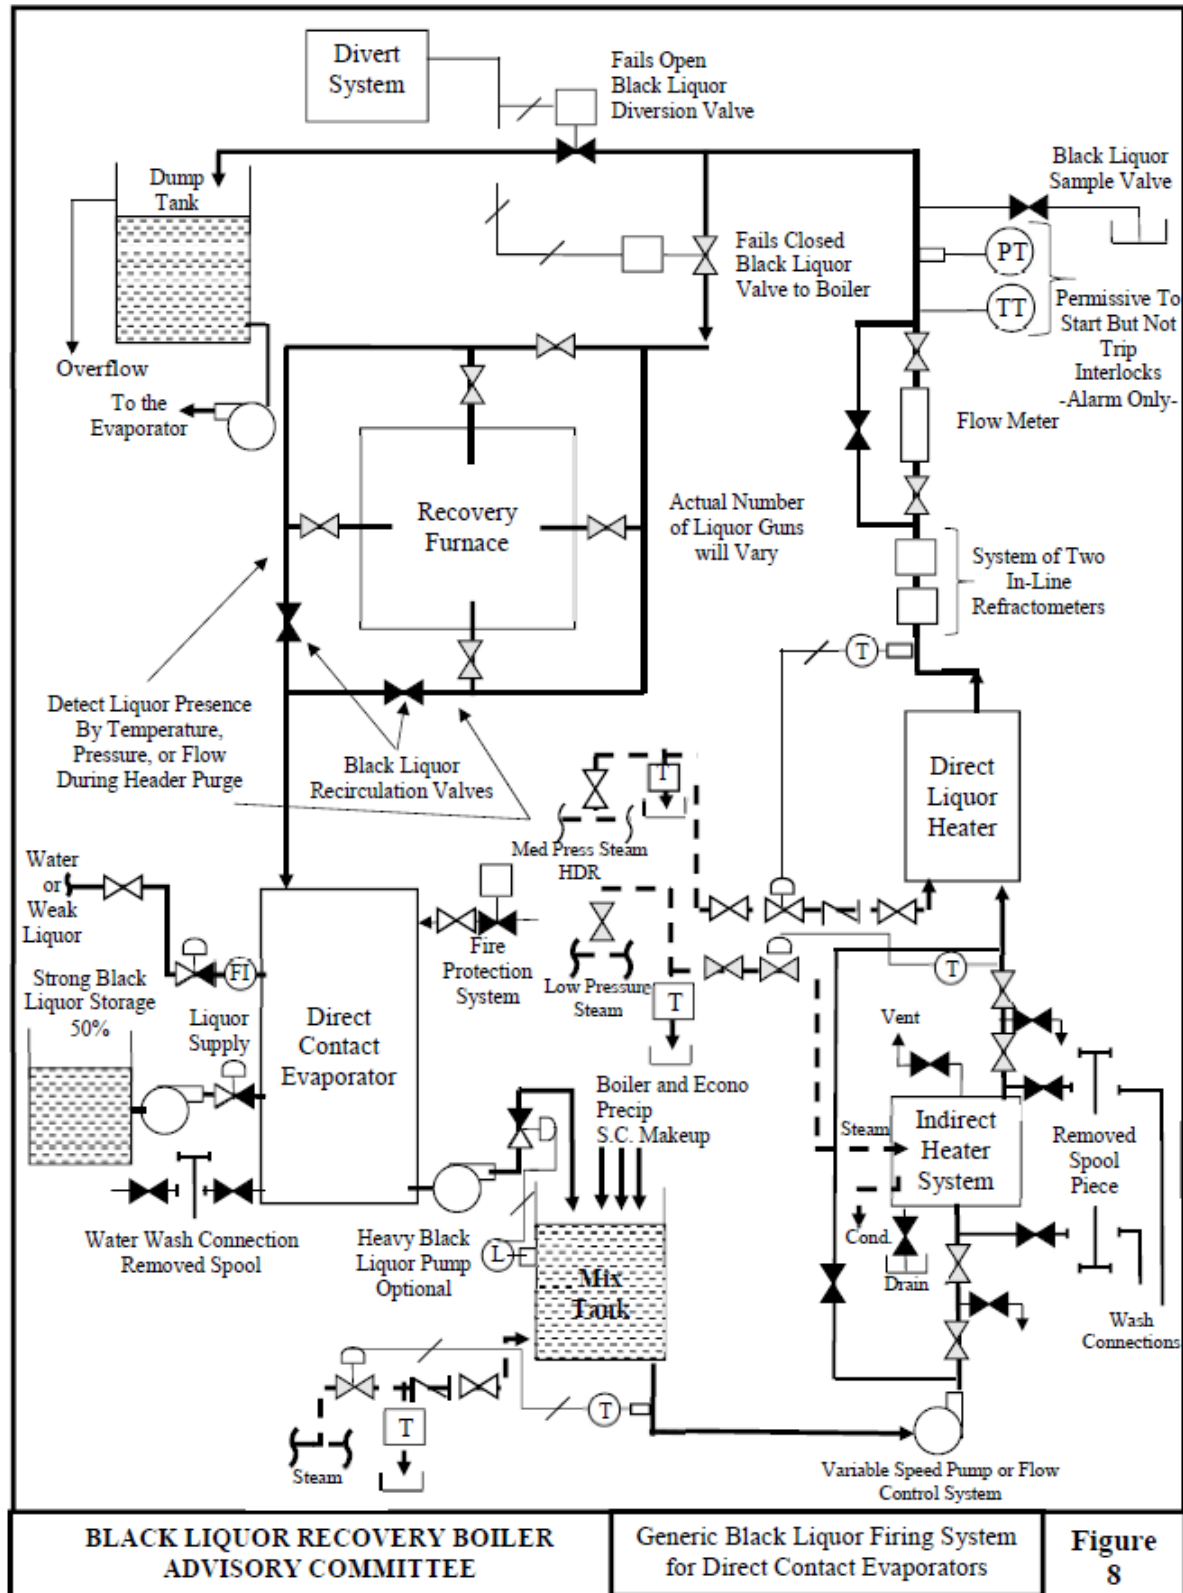 Divert
System
Fails Open
Black Liquor
Diversion Valve
Dump
Tank
Black Liquor
Sample Valve
Fails Closed
Black Liquor
Valve to Boiler
PT
TT
Permissive To
Start But Not
Trip
Interlocks
-Alarm Only-
Overflow
To the
Evaporator
Flow Meter
Recovery
Furnace
Actual Number
of Liquor Guns
will Vary
System of Two
In-Line
Refractometers
T
Detect Liquor Presence
By Temperature,
Pressure, or Flow
During Header Purge
Black Liquor
Recirculation Valves
T
Direct
Liquor
Heater
Med Press Steam
HDR
Water
or
Weak
Liquor
Fire
Protection
System
FI
Strong Black
Liquor Storage
50%
Liquor
Supply
Direct
Contact
Evaporator
Low Pressure
Steam
T
T
Vent
Boiler and Econo
Precip
S.C. Makeup
Steam
Indirect
Heater
System
Removed
Spool
Piece
Cond.
Drain
Water Wash Connection
Removed Spool
Heavy Black
Liquor Pump
Optional
L
Mix
Tank
Wash
Connections
T
T
Steam
Variable Speed Pump or Flow
Control System
BLACK LIQUOR RECOVERY BOILER
ADVISORY COMMITTEE
Generic Black Liquor Firing System
for Direct Contact Evaporators
Figure
8